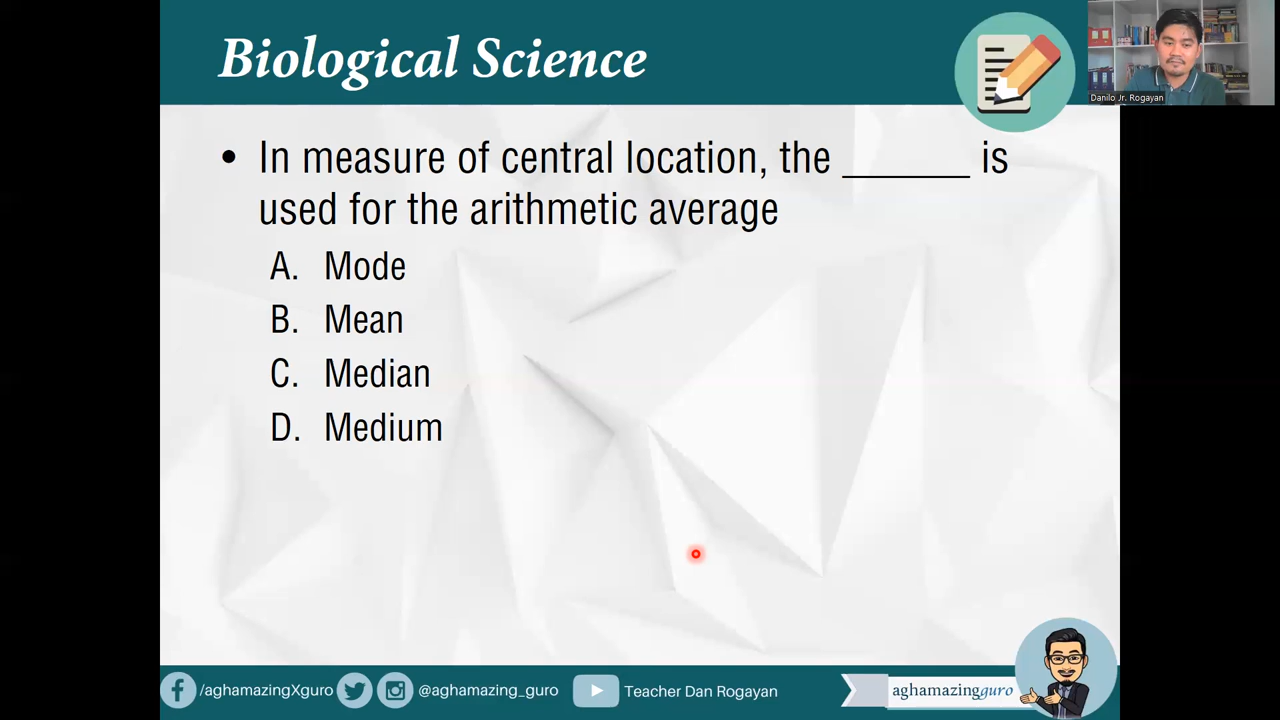 Biological Science
Danilo Jr. Rogayan
• In measure of central location, the ______ is
used for the arithmetic average
A. Mode
B. Mean
C. Median
D. Medium
/aghamazingXguro
@aghamazing_guro
Teacher Dan Rogayan
aghamazingguro